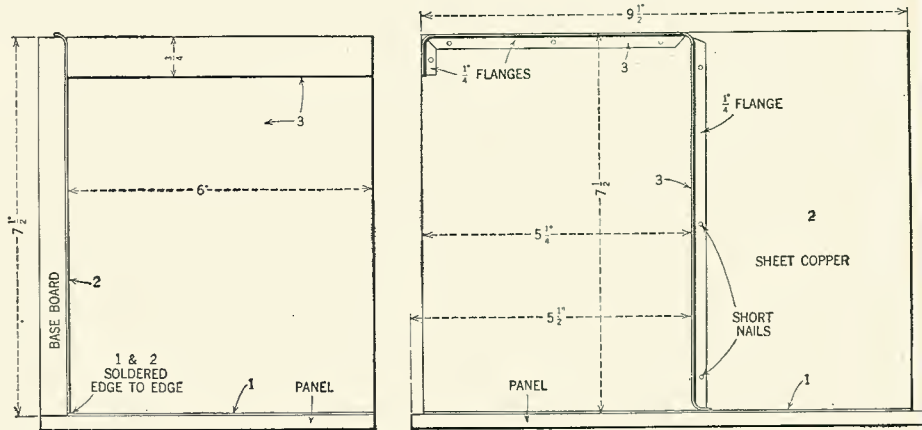 7 1/2"
3/4"
3
6"
2
BASE BOARD
1 & 2
SOLDERED
EDGE TO EDGE
1
PANEL
9 1/2"
1/4" FLANGES
3
1/4" FLANGE
3
7 1/2"
5 1/4"
5 1/2"
2
SHEET COPPER
SHORT
NAILS
PANEL
1